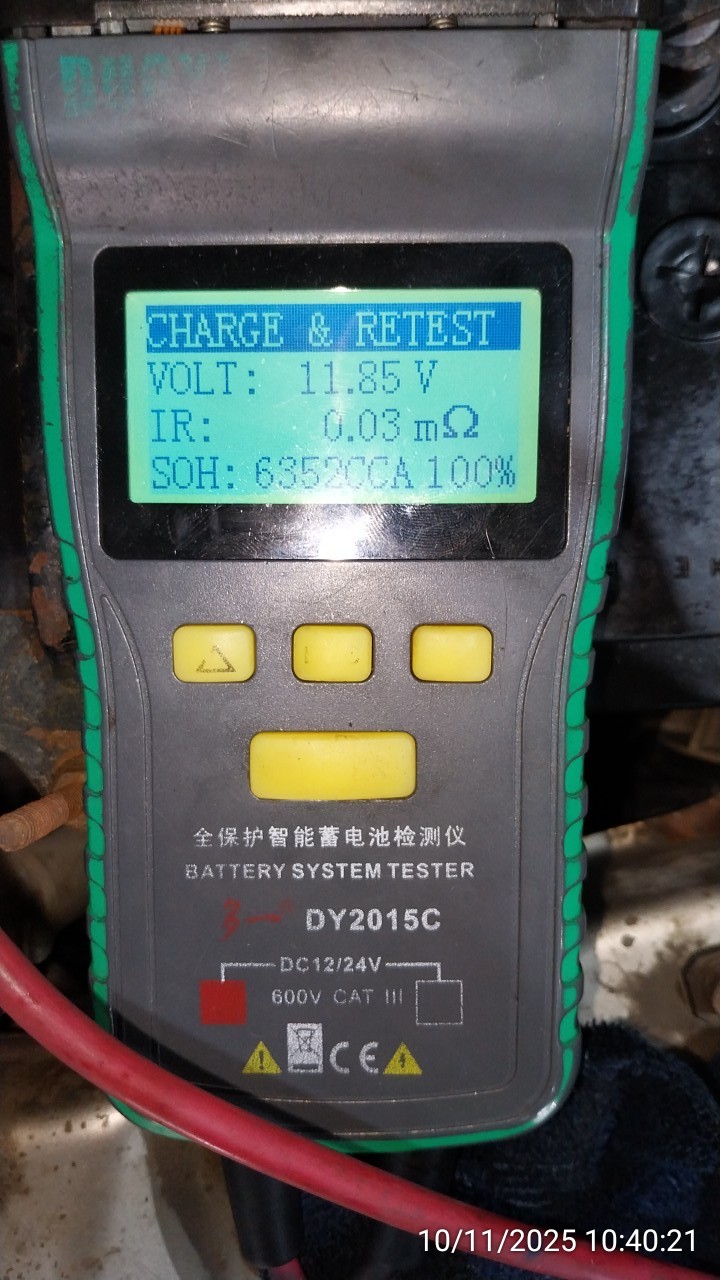 CHARGE & RETEST
VOLT: 11.85 V
IR: 0.03 mΩ
SOH: 6352CCA 100%
全保护智能蓄电池检测仪
BATTERY SYSTEM TESTER
DY2015C
DC12/24V
600V CAT III
CE
10/11/2025 10:40:21